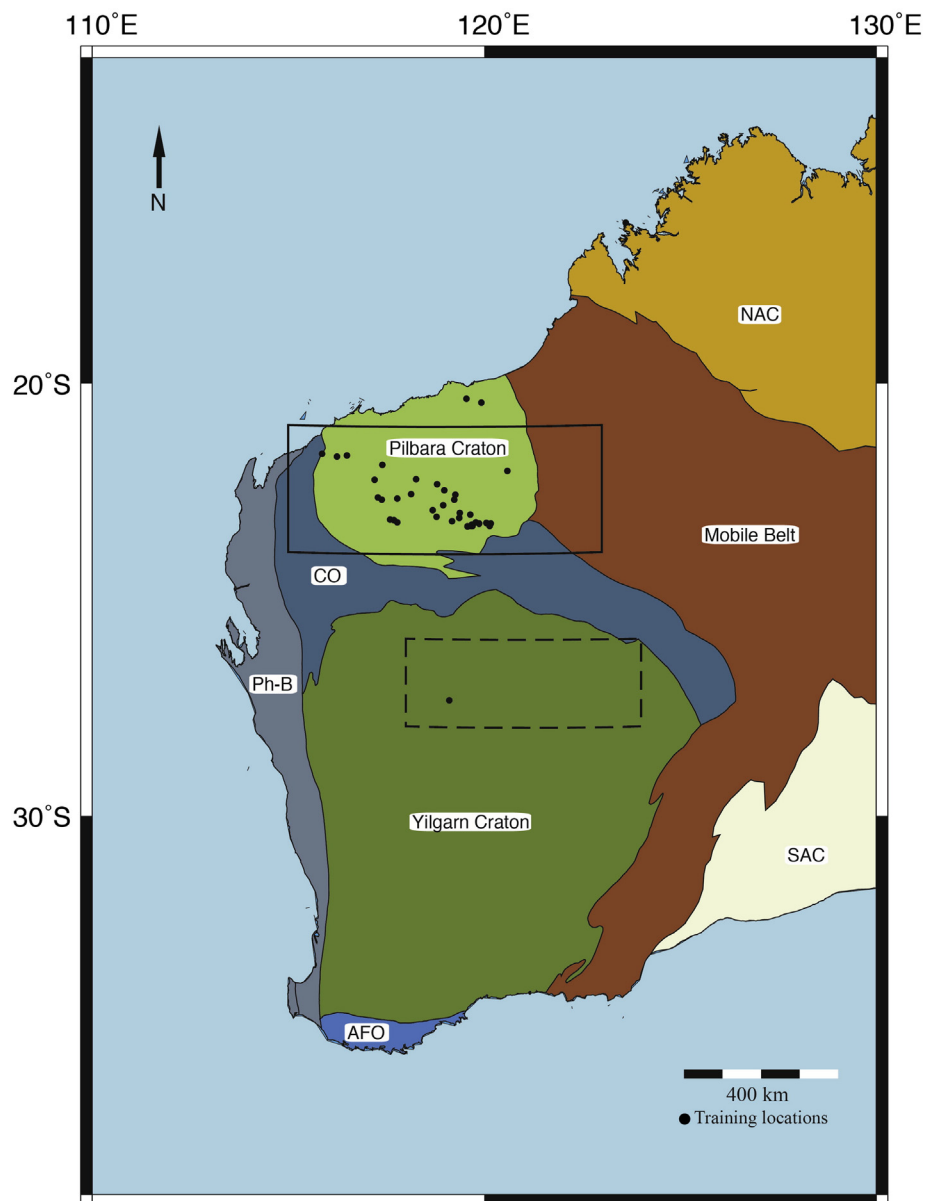 110°E 120°E 130°E
N
NAC
20°S
Pilbara Craton
Mobile Belt
CO
Ph-B
30°S
Yilgarn Craton
SAC
AFO
400 km
Training locations